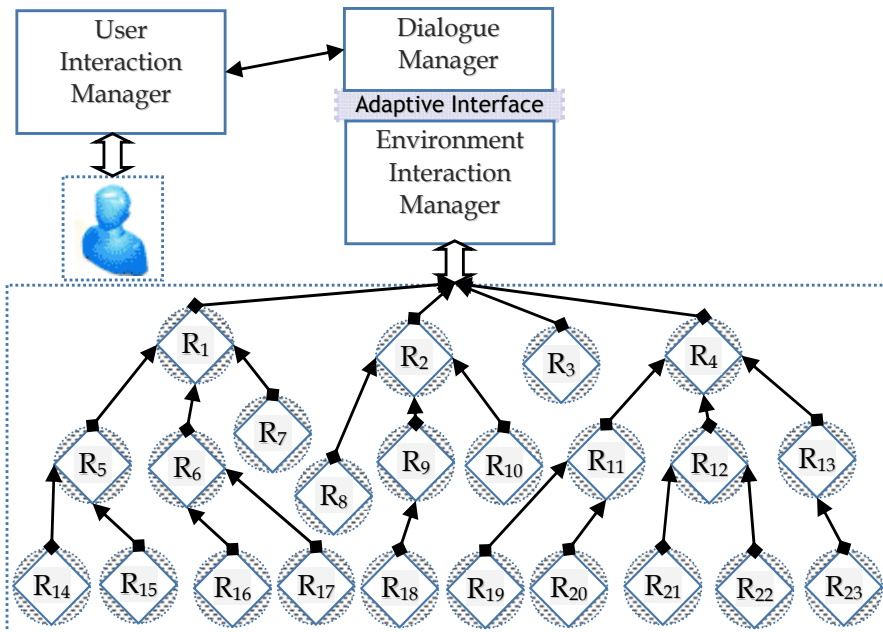 User
Interaction
Manager
Dialogue
Manager
Adaptive Interface
Environment
Interaction
Manager
R₁
R₂
R₃
R₄
R₅
R₆
R₇
R₈
R₉
R₁₀
R₁₁
R₁₂
R₁₃
R₁₄
R₁₅
R₁₆
R₁₇
R₁₈
R₁₉
R₂₀
R₂₁
R₂₂
R₂₃